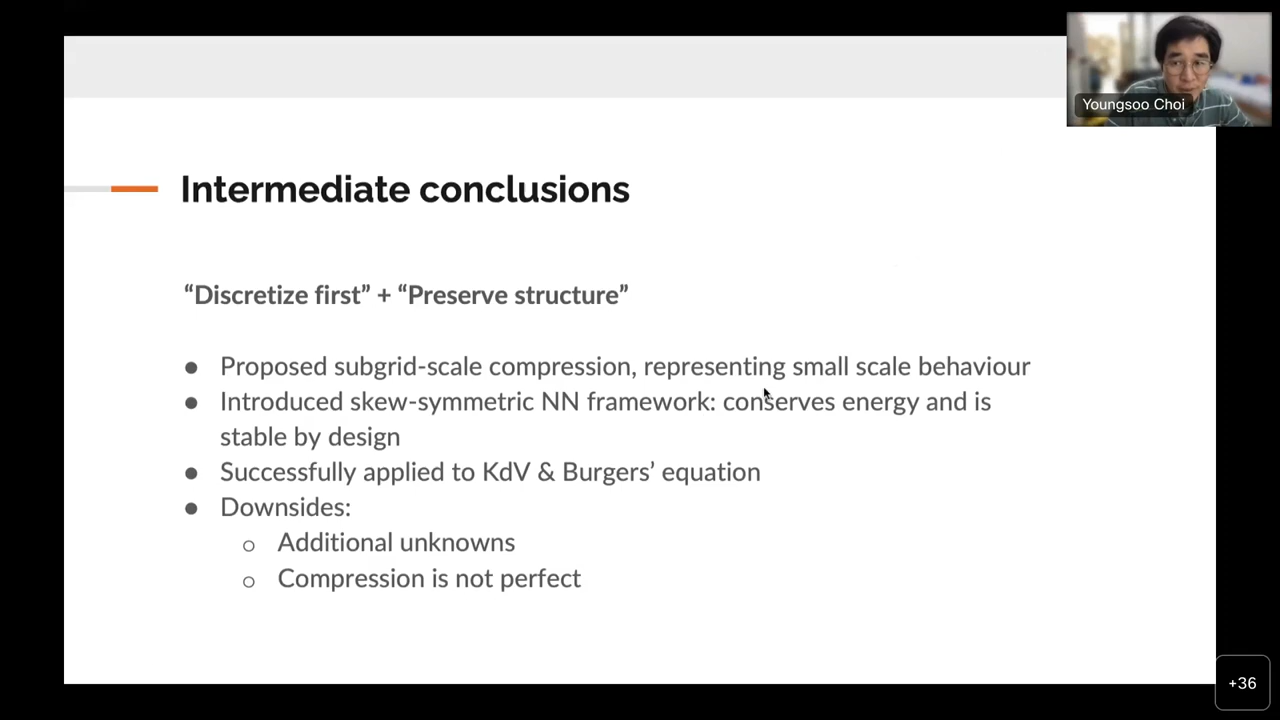 Youngsoo Choi
Intermediate conclusions
“Discretize first” + “Preserve structure”
● Proposed subgrid-scale compression, representing small scale behaviour
● Introduced skew-symmetric NN framework: conserves energy and is
stable by design
● Successfully applied to KdV & Burgers’ equation
● Downsides:
○ Additional unknowns
○ Compression is not perfect
+36